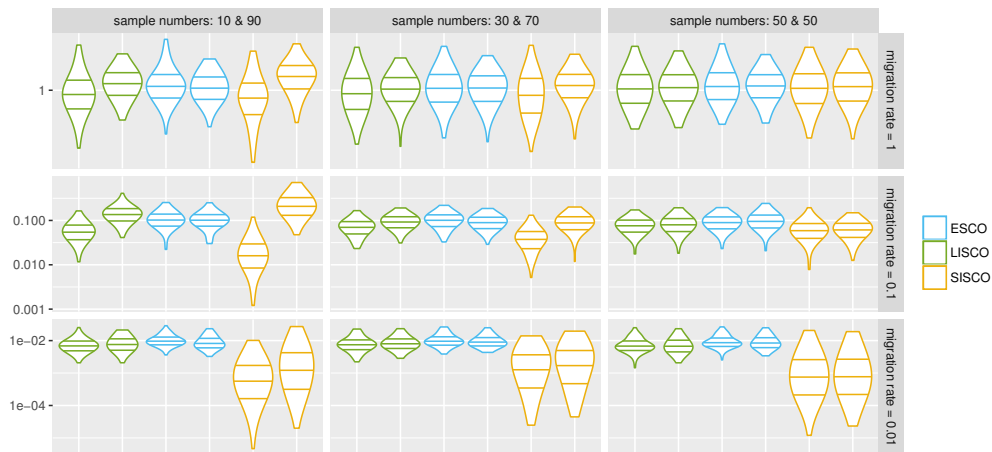 sample numbers: 10 & 90
sample numbers: 30 & 70
sample numbers: 50 & 50
1
migration rate = 1
0.100
0.010
0.001
migration rate = 0.1
1e−02
1e−04
migration rate = 0.01
ESCO
LISCO
SISCO